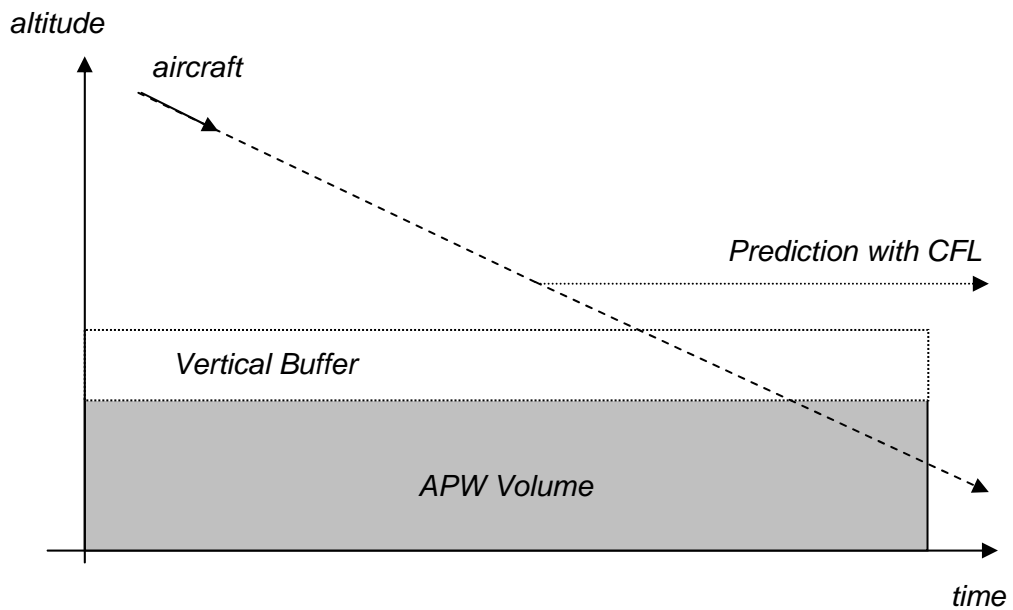 altitude
aircraft
Prediction with CFL
Vertical Buffer
APW Volume
time